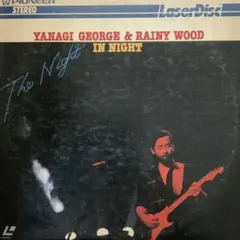 PIONEER
STEREO
LaserDisc
YANAGI GEORGE & RAINY WOOD
IN NIGHT
The Night